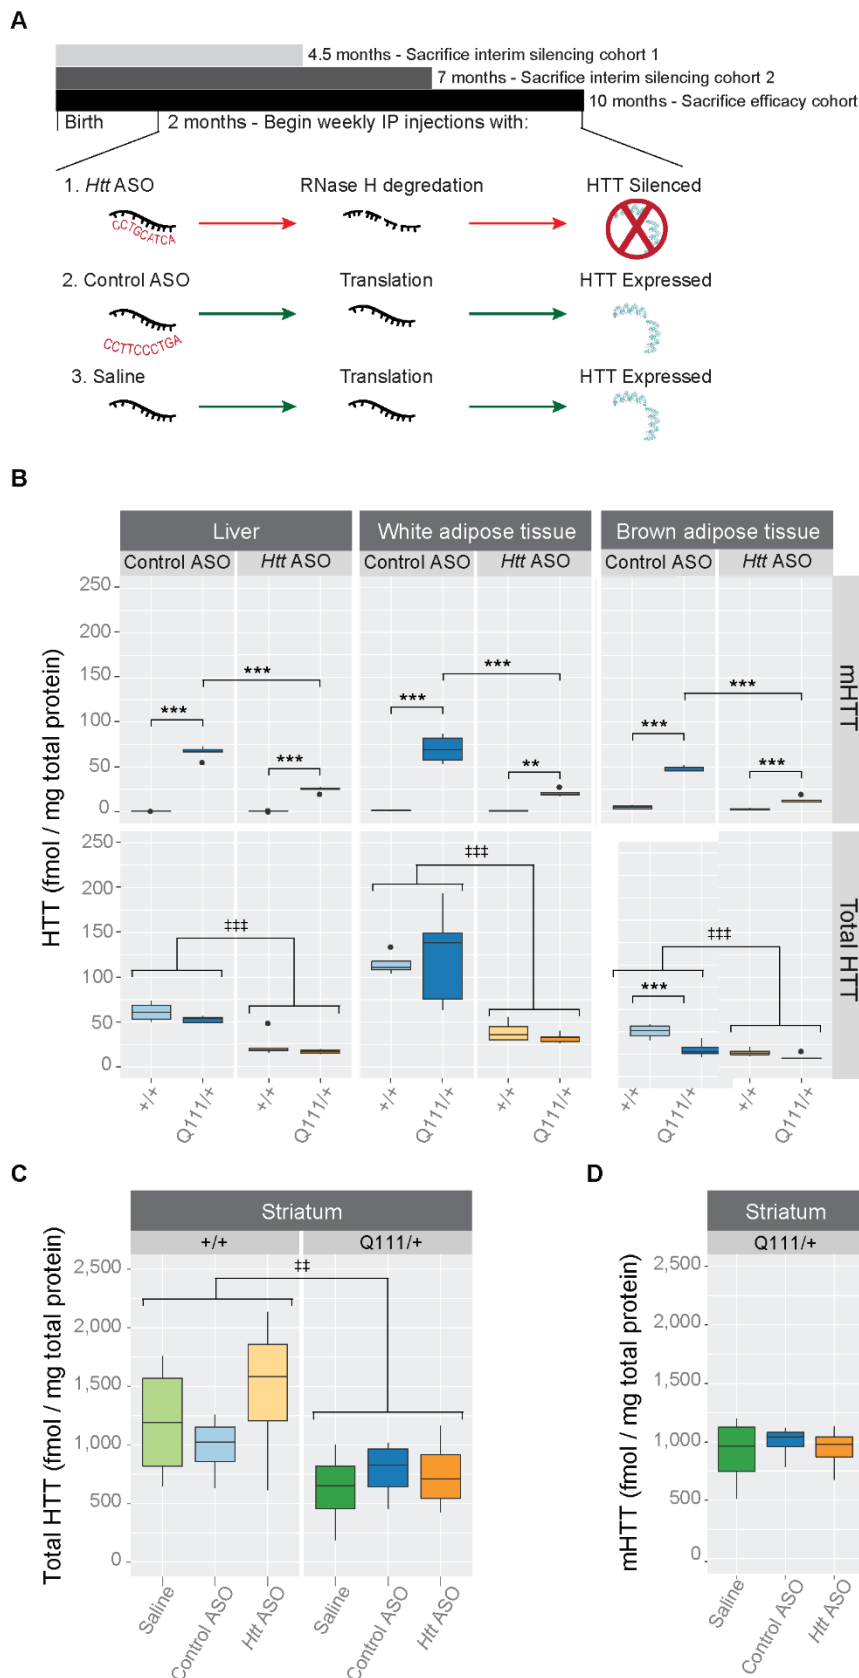 A
4.5 months - Sacrifice interim silencing cohort 1
7 months - Sacrifice interim silencing cohort 2
10 months - Sacrifice efficacy cohort
Birth
2 months - Begin weekly IP injections with:
1. Htt ASO RNase H degredation HTT Silenced
CCTGCATCA
2. Control ASO Translation HTT Expressed
CCTTCCCTGA
3. Saline Translation HTT Expressed
B
Liver White adipose tissue Brown adipose tissue
Control ASO Htt ASO Control ASO Htt ASO Control ASO Htt ASO
HTT (fmol / mg total protein)
250
200
150
100
50
0
*** *** ***
*** *** **
*** *** ***
mHTT
250
200
150
100
50
0
‡‡‡ ‡‡‡ ‡‡‡
***
Total HTT
+/+ Q111/+ +/+ Q111/+ +/+ Q111/+ +/+ Q111/+ +/+ Q111/+ +/+ Q111/+
C
Striatum
+/+ Q111/+
Total HTT (fmol / mg total protein)
2,500
2,000
1,500
1,000
500
0
‡‡
Saline Control ASO Htt ASO Saline Control ASO Htt ASO
D
Striatum
Q111/+
mHTT (fmol / mg total protein)
2,500
2,000
1,500
1,000
500
0
Saline Control ASO Htt ASO